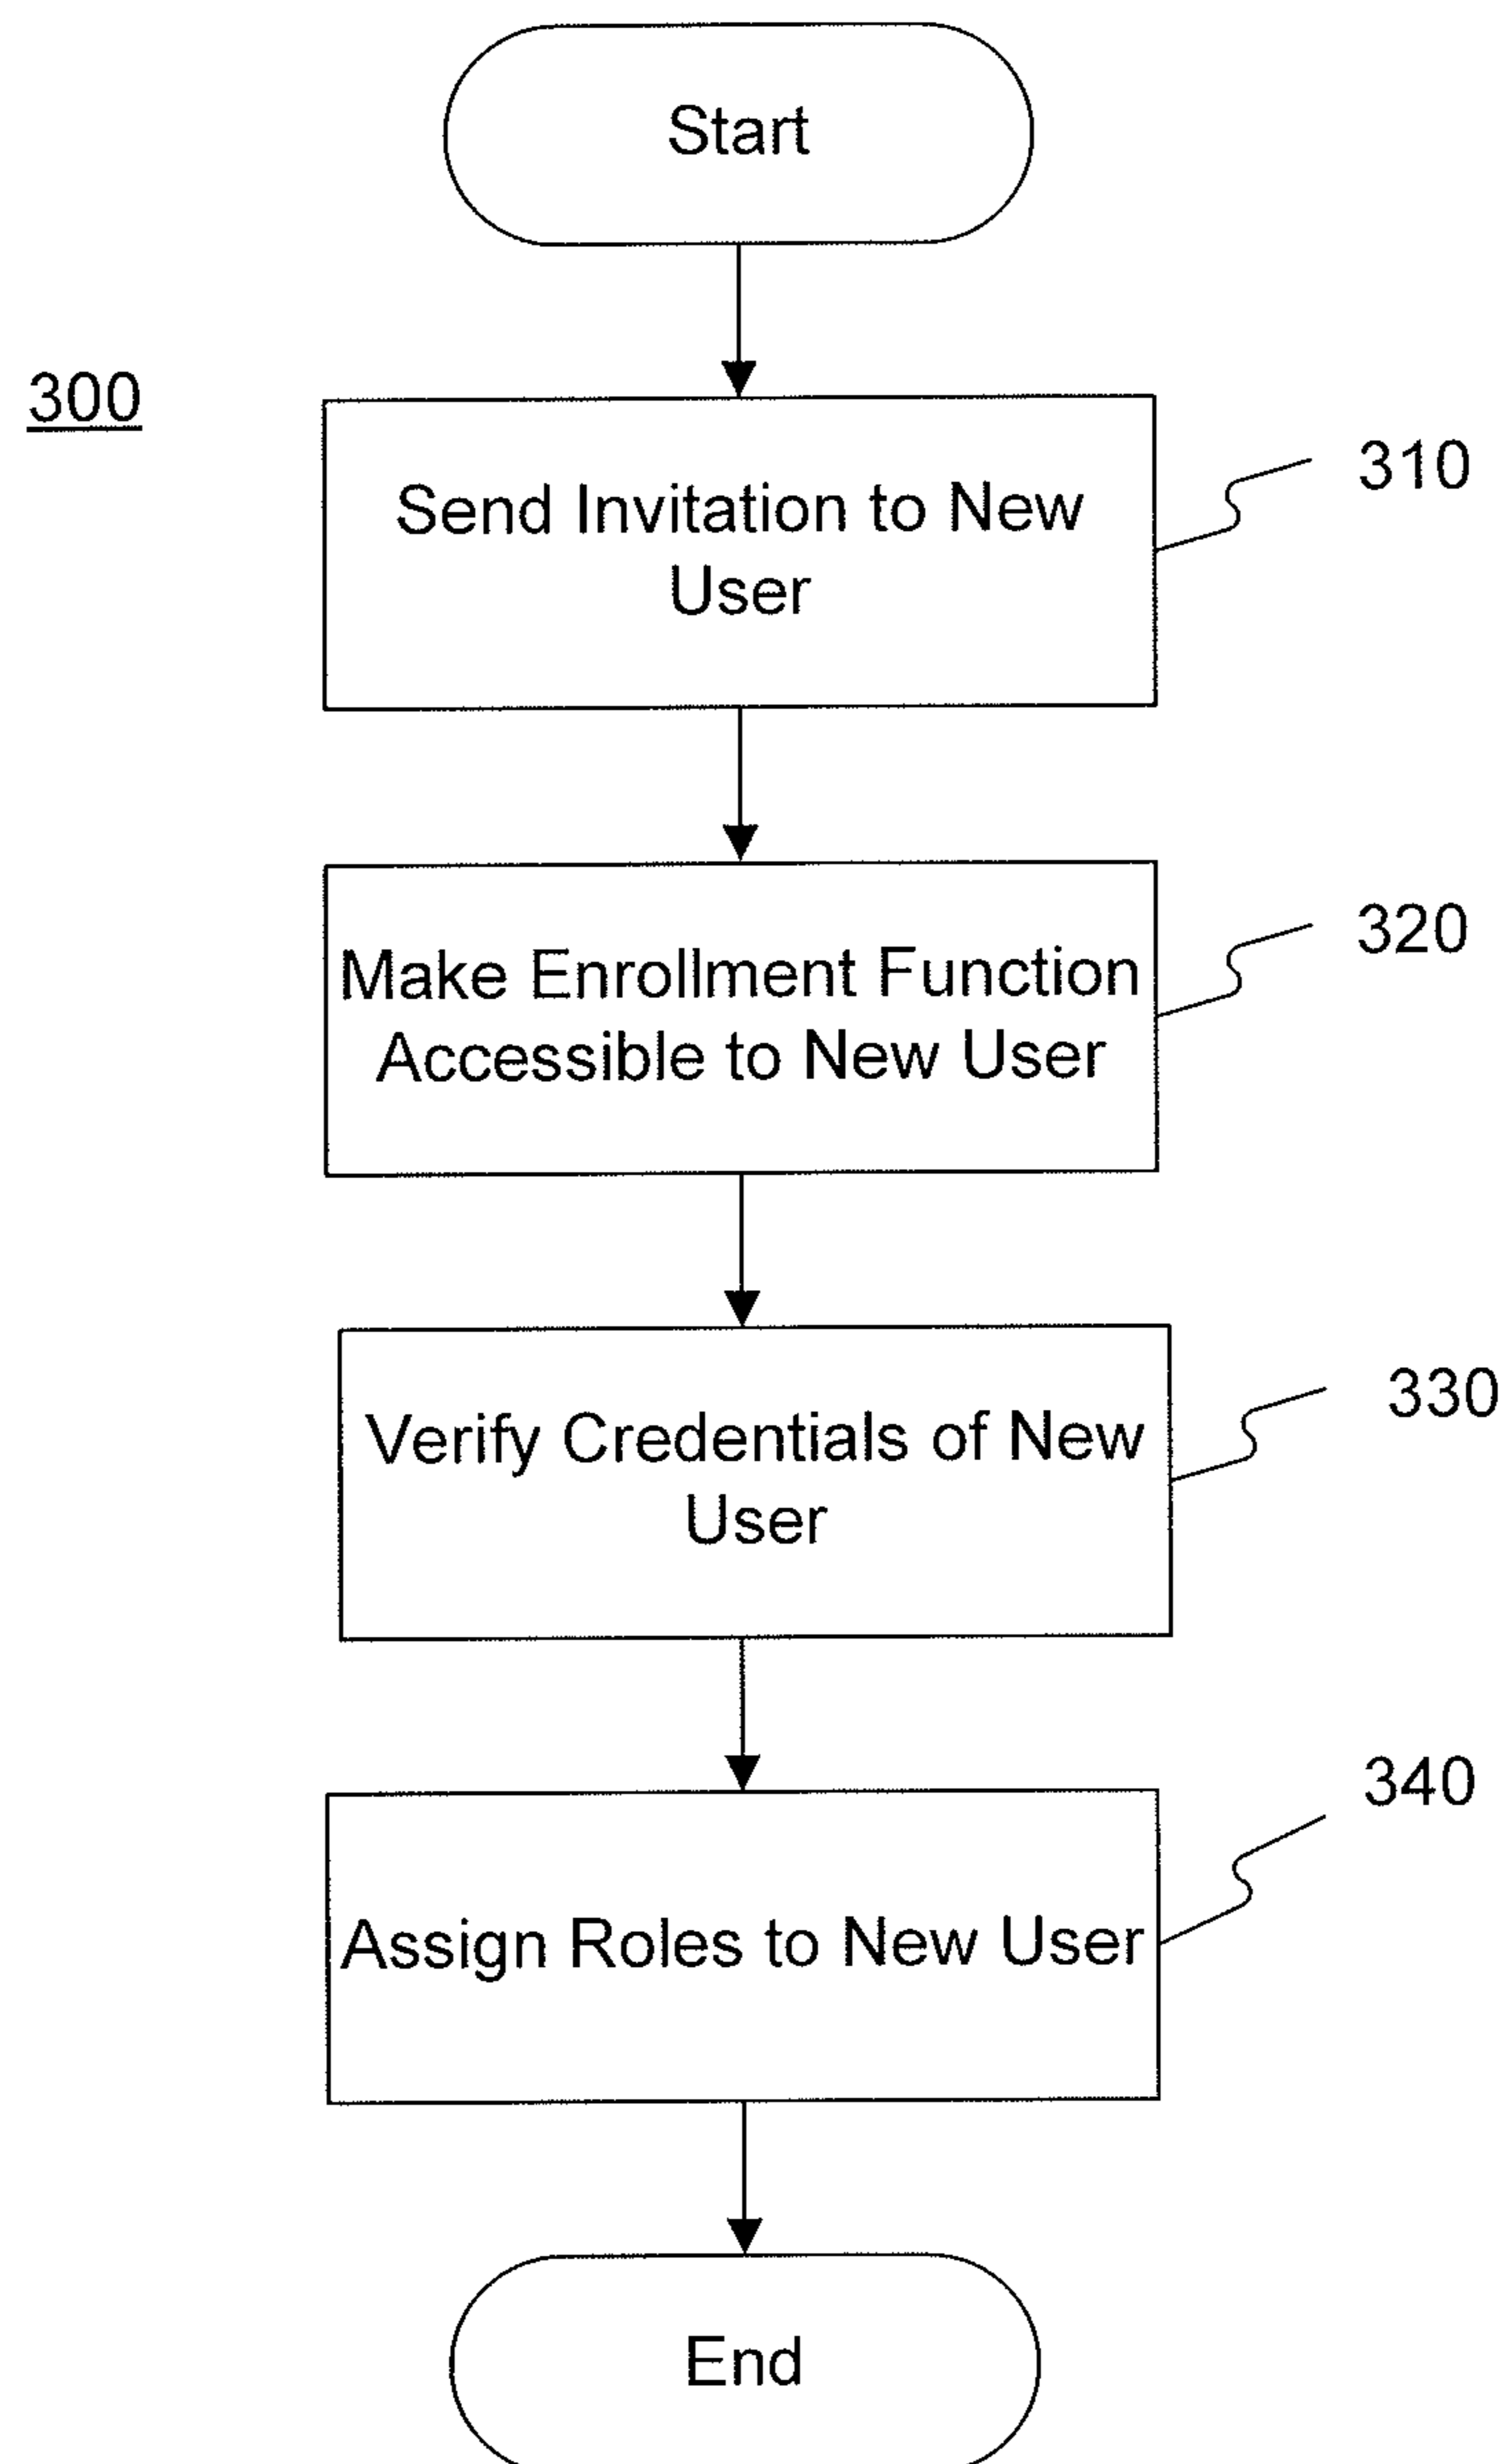 Start
300
310
Send Invitation to New
User
320
Make Enrollment Function
Accessible to New User
330
Verify Credentials of New
User
340
Assign Roles to New User
End